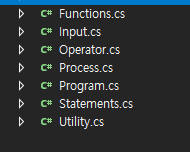 C# Functions.cs
C# Input.cs
C# Operator.cs
C# Process.cs
C# Program.cs
C# Statements.cs
C# Utility.cs